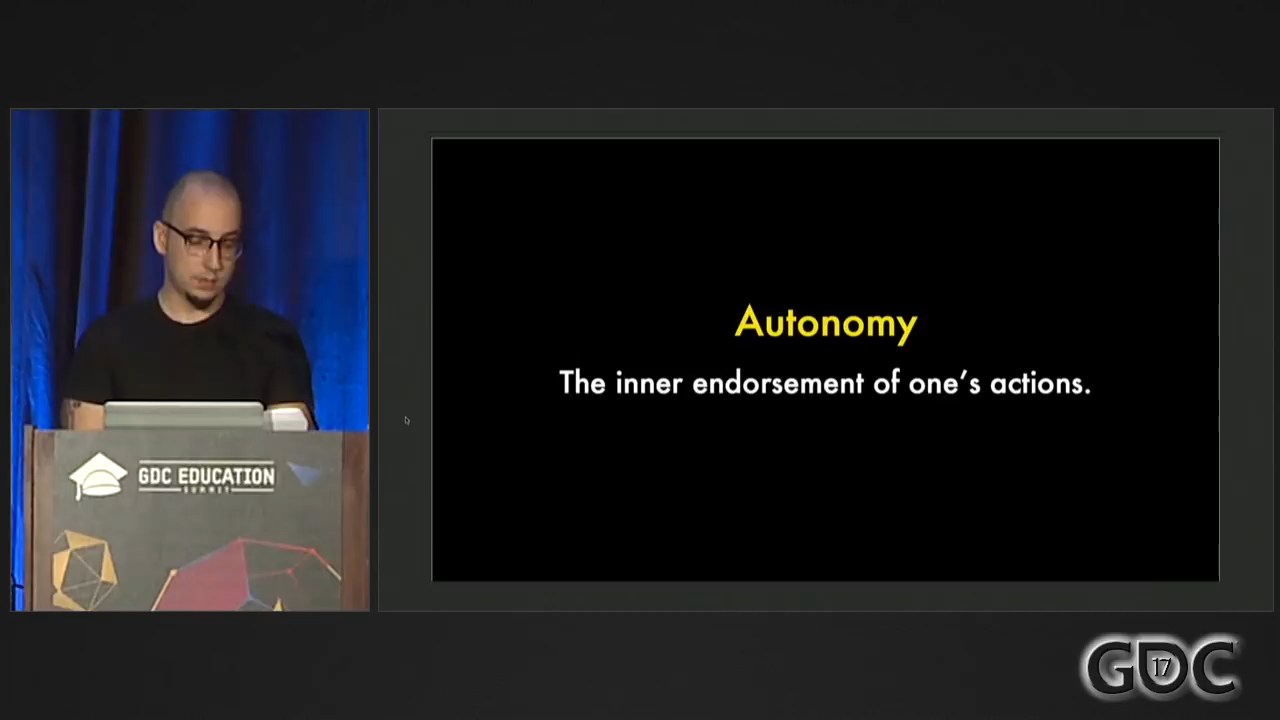 Autonomy
The inner endorsement of one's actions.
GDC EDUCATION
SUMMIT
GDC
17